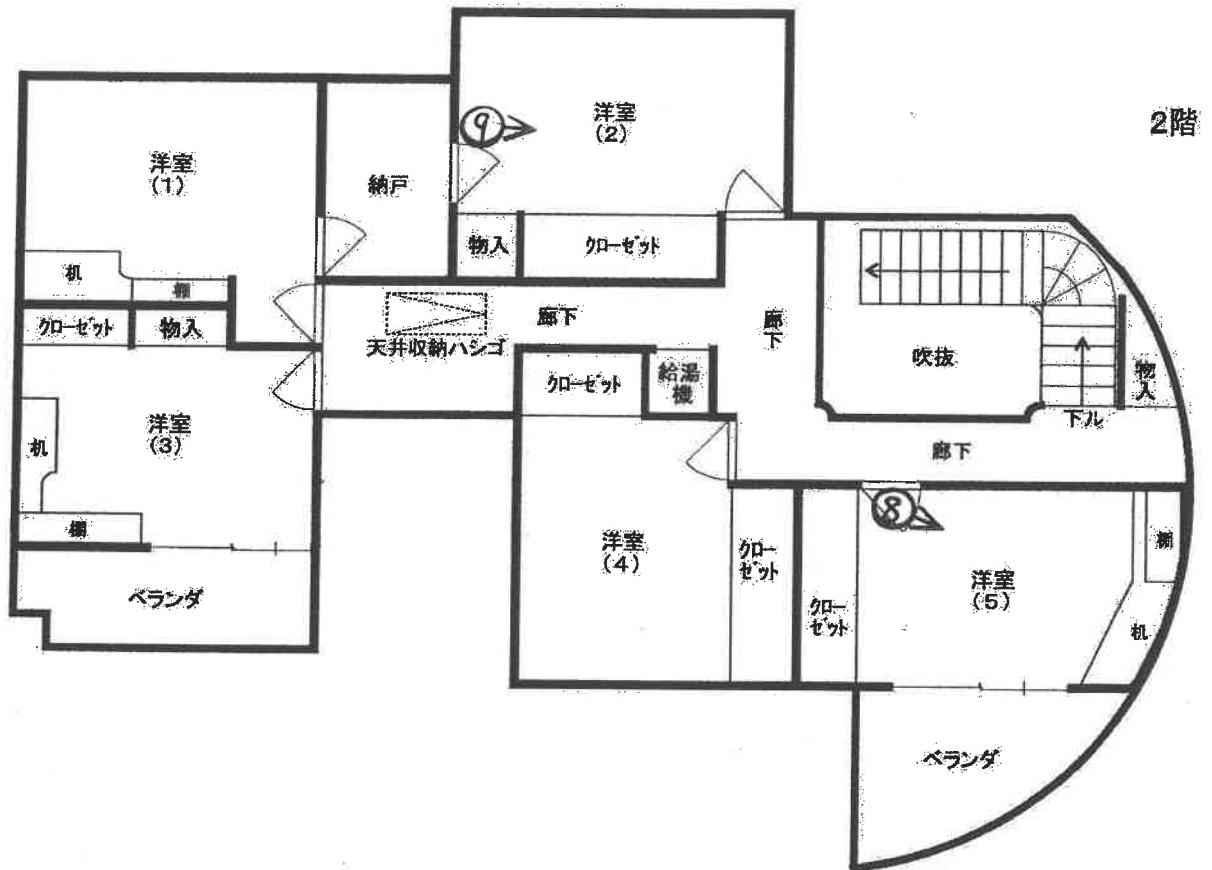 2階
洋室
(1)
納戸
⑨
洋室
(2)
机
棚
物入
クローゼット
クローゼット
物入
天井収納ハシゴ
廊下
廊下
吹抜
物入
下ル
クローゼット
給湯
機
洋室
(3)
机
棚
ベランダ
廊下
⑧
洋室
(4)
クロー
ゼット
クロー
ゼット
洋室
(5)
棚
机
ベランダ